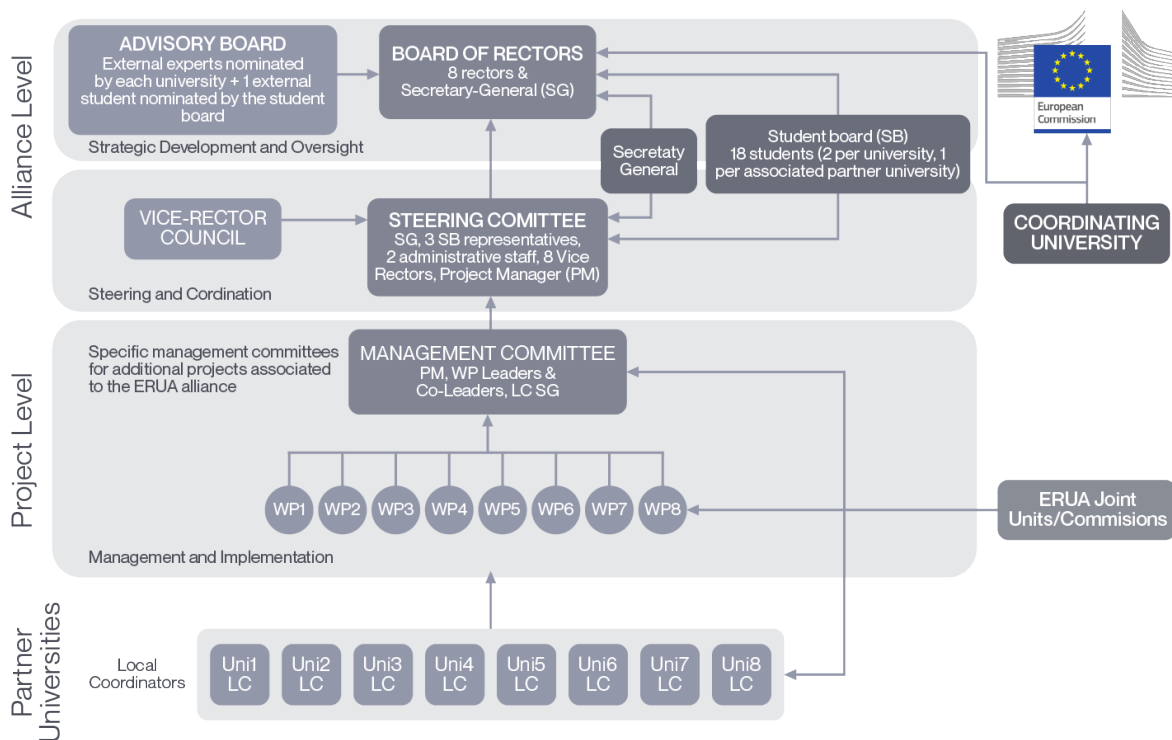 Alliance Level
ADVISORY BOARD
External experts nominated
by each university + 1 external
student nominated by the student
board
BOARD OF RECTORS
8 rectors &
Secretary-General (SG)
European
Commission
Strategic Development and Oversight
Secretaty
General
Student board (SB)
18 students (2 per university, 1
per associated partner university)
VICE-RECTOR
COUNCIL
STEERING COMITTEE
SG, 3 SB representatives,
2 administrative staff, 8 Vice
Rectors, Project Manager (PM)
COORDINATING
UNIVERSITY
Steering and Cordination
Project Level
Specific management committees
for additional projects associated
to the ERUA alliance
MANAGEMENT COMMITTEE
PM, WP Leaders &
Co-Leaders, LC SG
WP1 WP2 WP3 WP4 WP5 WP6 WP7 WP8
ERUA Joint
Units/Commisions
Management and Implementation
Partner
Universities
Local
Coordinators
Uni1 Uni2 Uni3 Uni4 Uni5 Uni6 Uni7 Uni8
LC LC LC LC LC LC LC LC